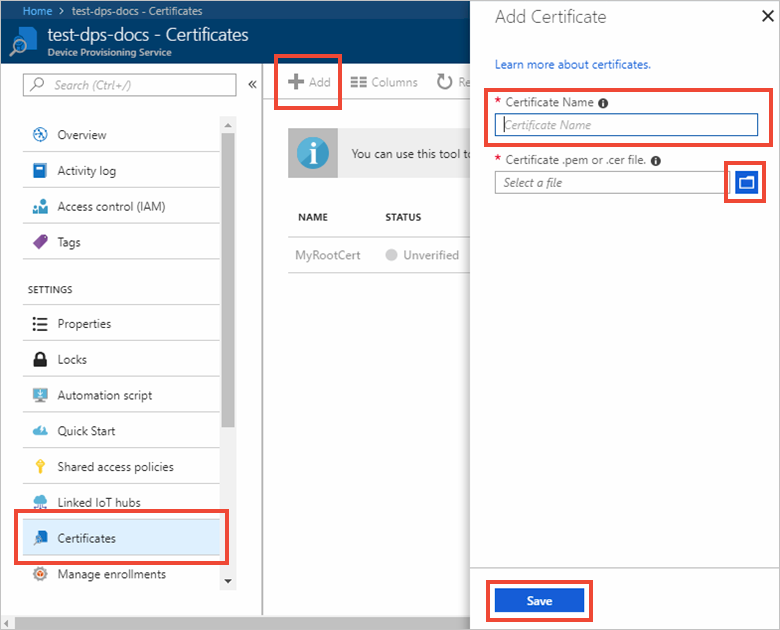 Home > test-dps-docs - Certificates
test-dps-docs - Certificates
Device Provisioning Service
Search (Ctrl+/)
«
Overview
Activity log
Access control (IAM)
Tags
SETTINGS
Properties
Locks
Automation script
Quick Start
Shared access policies
Linked IoT hubs
Certificates
Manage enrollments
Add
Columns
Re
You can use this tool to
NAME STATUS
MyRootCert Unverified
Add Certificate
Learn more about certificates.
* Certificate Name
Certificate Name
* Certificate .pem or .cer file.
Select a file
Save